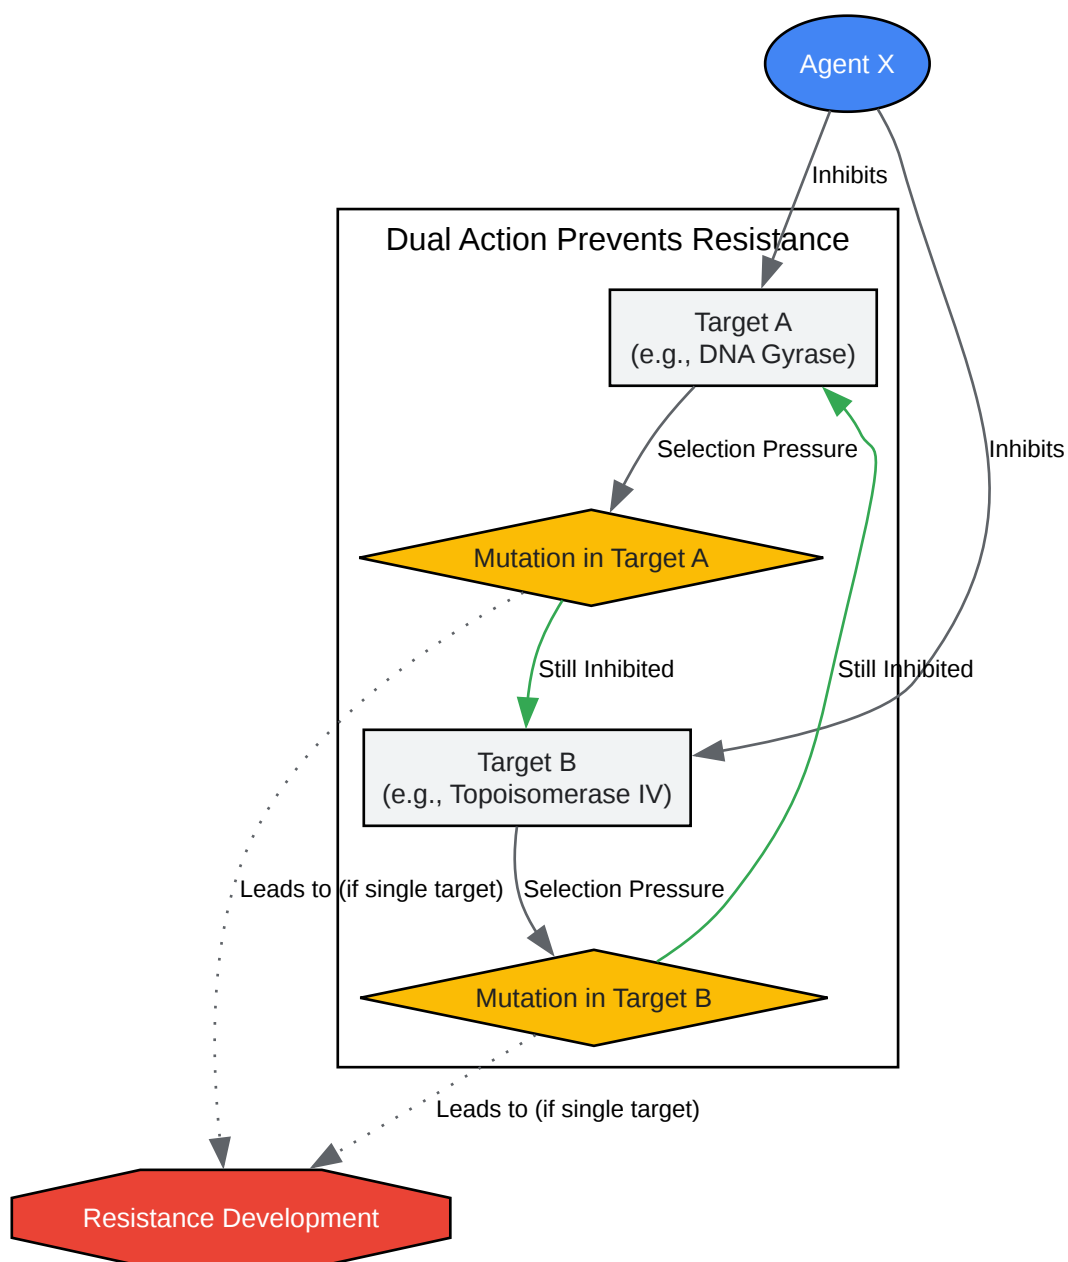 Agent X
Inhibits
Dual Action Prevents Resistance
Target A
(e.g., DNA Gyrase)
Selection Pressure
Inhibits
Mutation in Target A
Still Inhibited
Still Inhibited
Target B
(e.g., Topoisomerase IV)
Leads to (if single target)
Selection Pressure
Mutation in Target B
Leads to (if single target)
Resistance Development